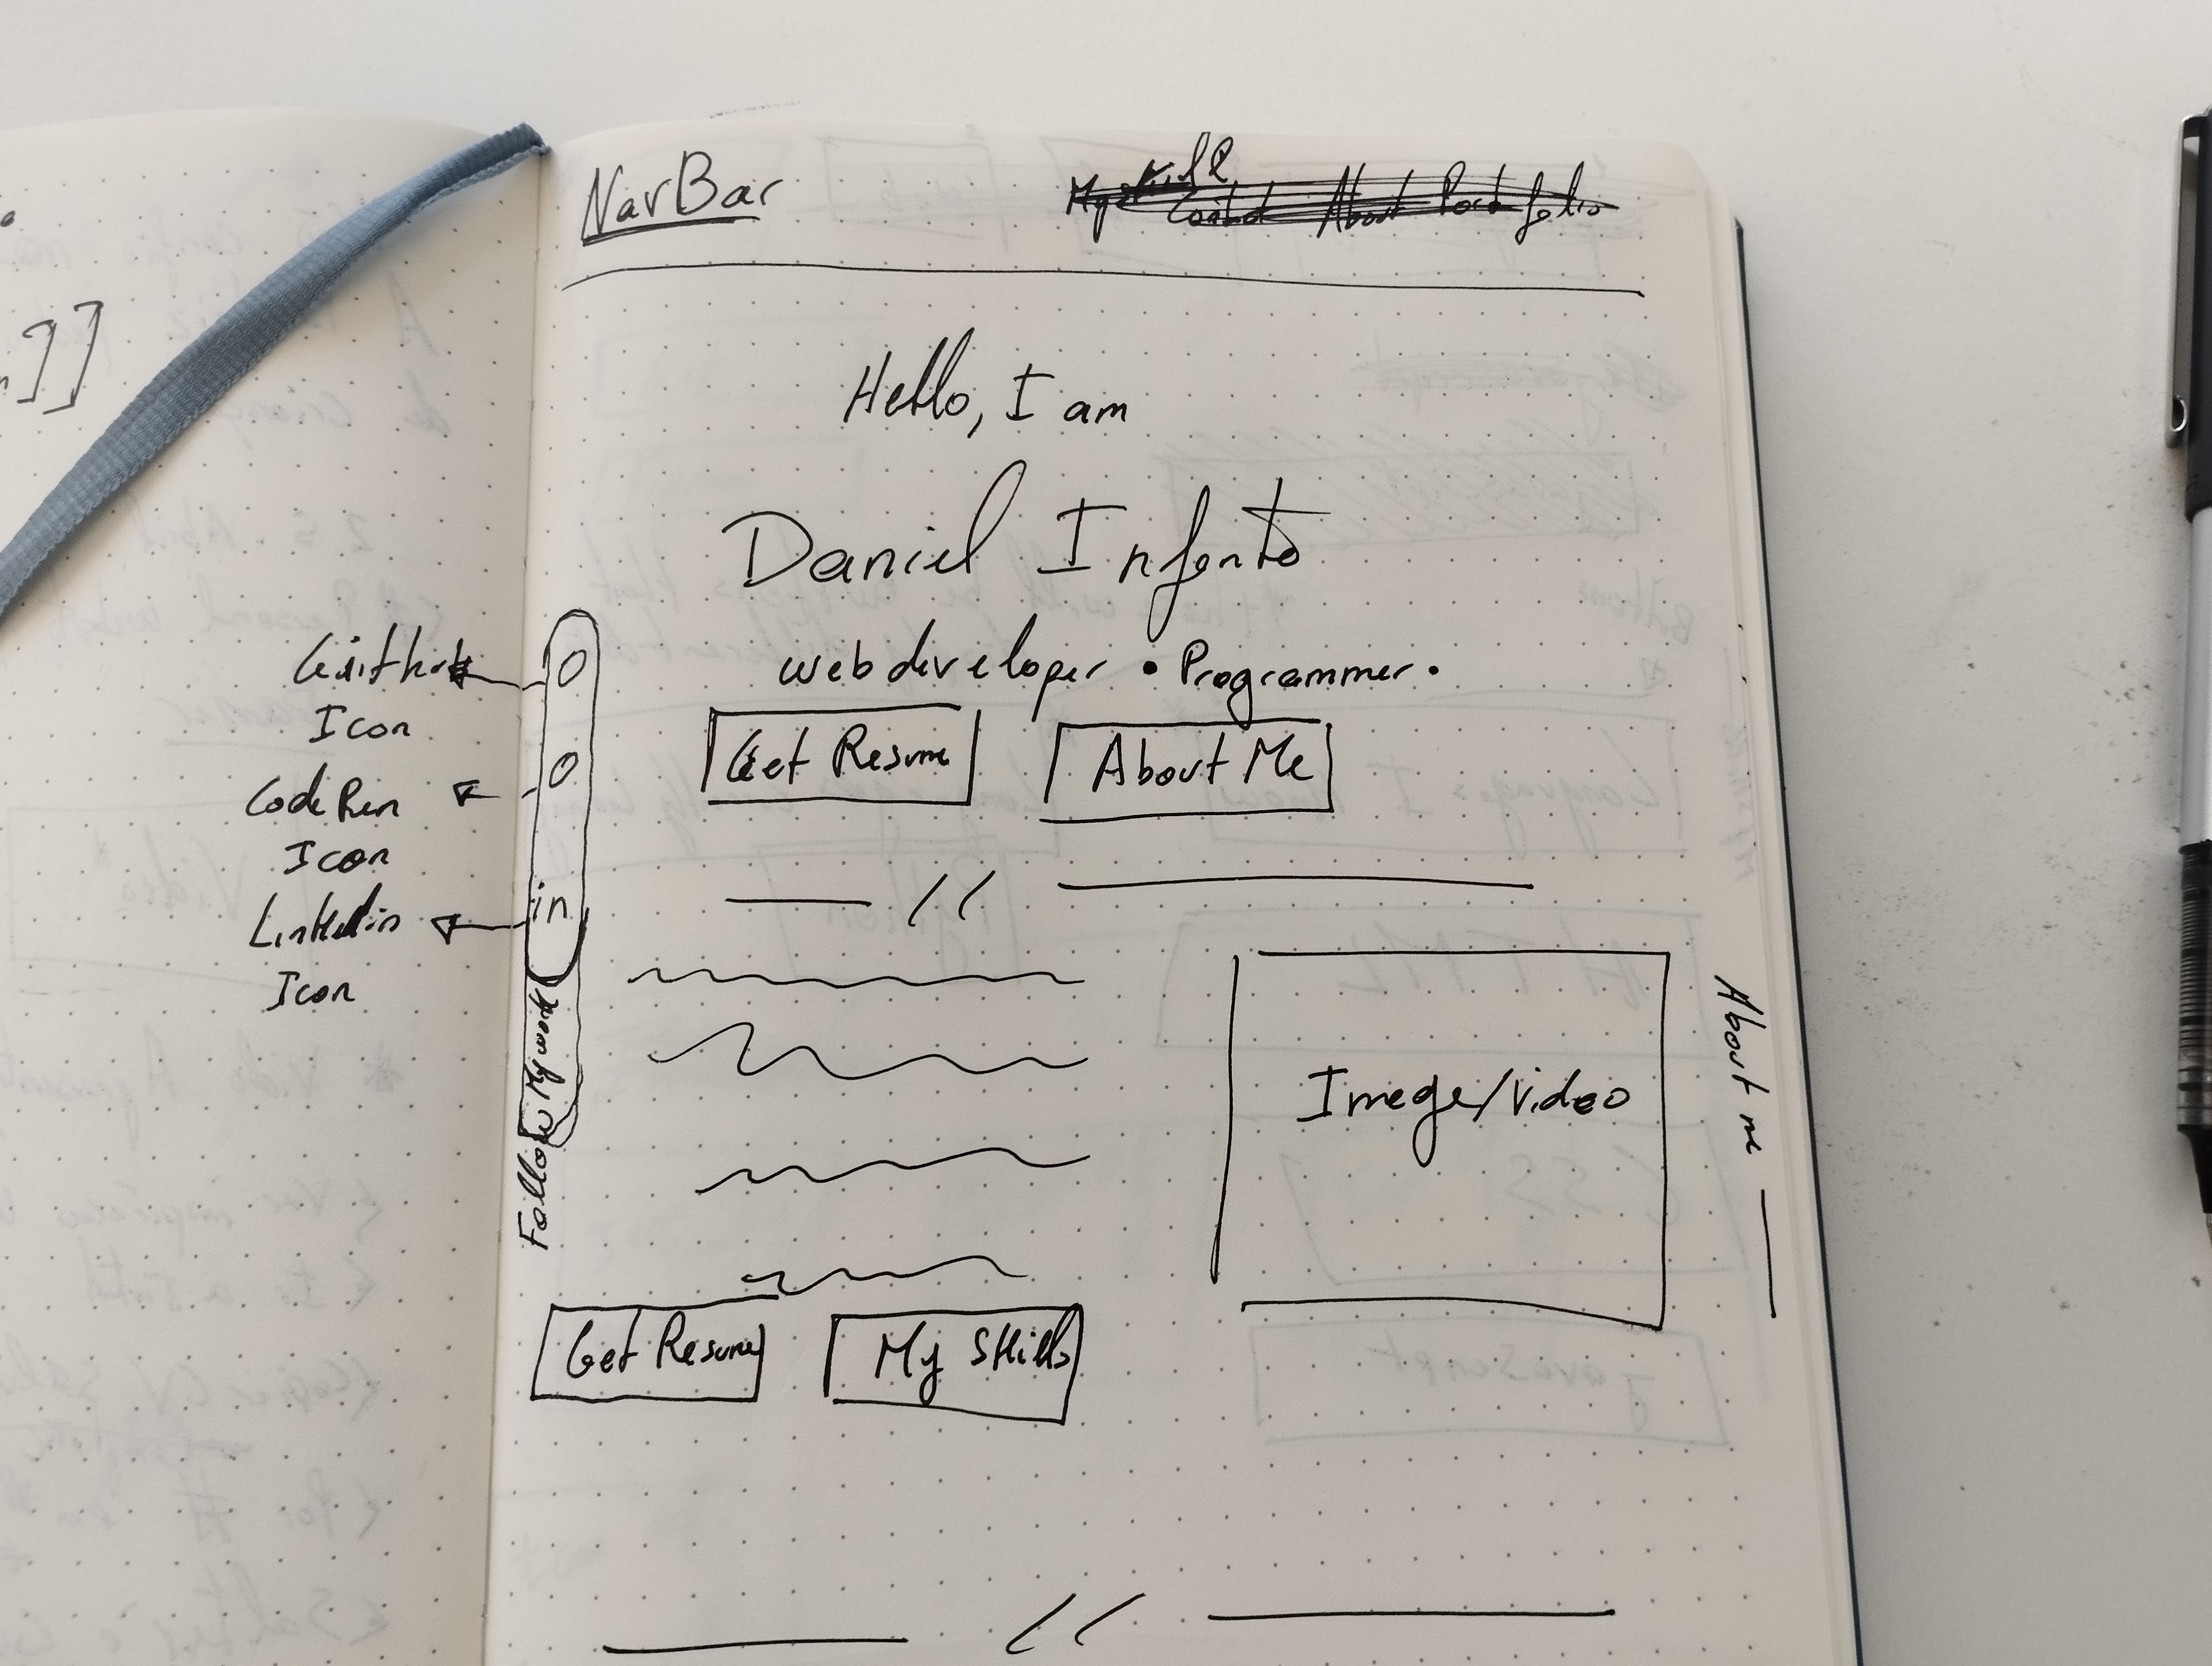 NavBar
My skill Contact About Portfolio
Hello, I am
Daniel Infante
web developer • Programmer •
Get Resume
About Me
Github
Icon
CodePen
Icon
Linkedin
Icon
in
Follow My work
Image/Video
About me
Get Resume
My Skills